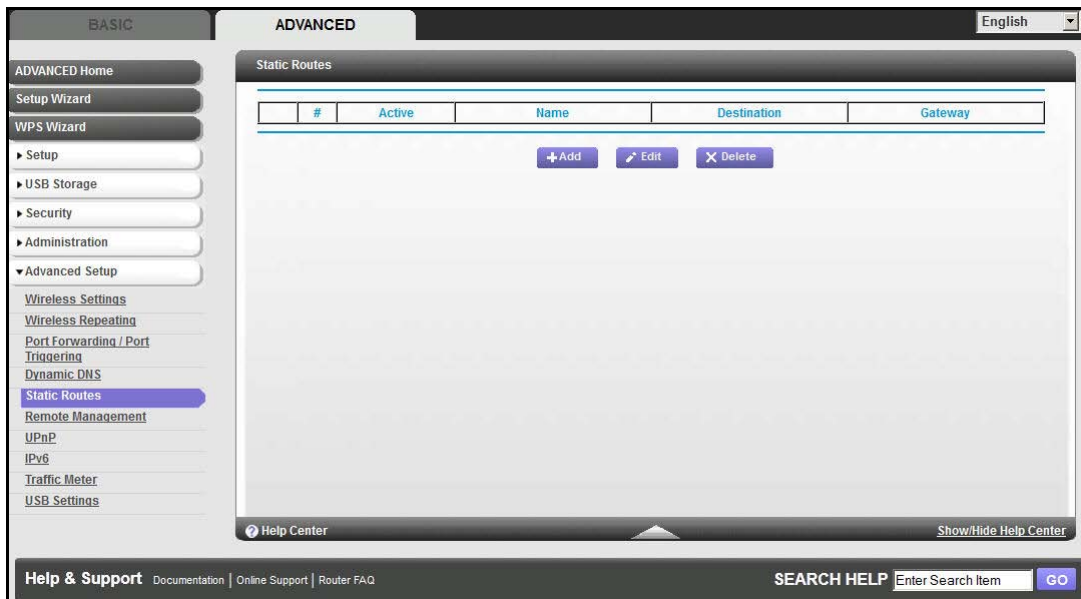 BASIC
ADVANCED
English
ADVANCED Home
Setup Wizard
WPS Wizard
Setup
USB Storage
Security
Administration
Advanced Setup
Wireless Settings
Wireless Repeating
Port Forwarding / Port
Triggering
Dynamic DNS
Static Routes
Remote Management
UPnP
IPv6
Traffic Meter
USB Settings
Static Routes
# Active Name Destination Gateway
+Add Edit X Delete
? Help Center Show/Hide Help Center
Help & Support Documentation | Online Support | Router FAQ SEARCH HELP Enter Search Item GO